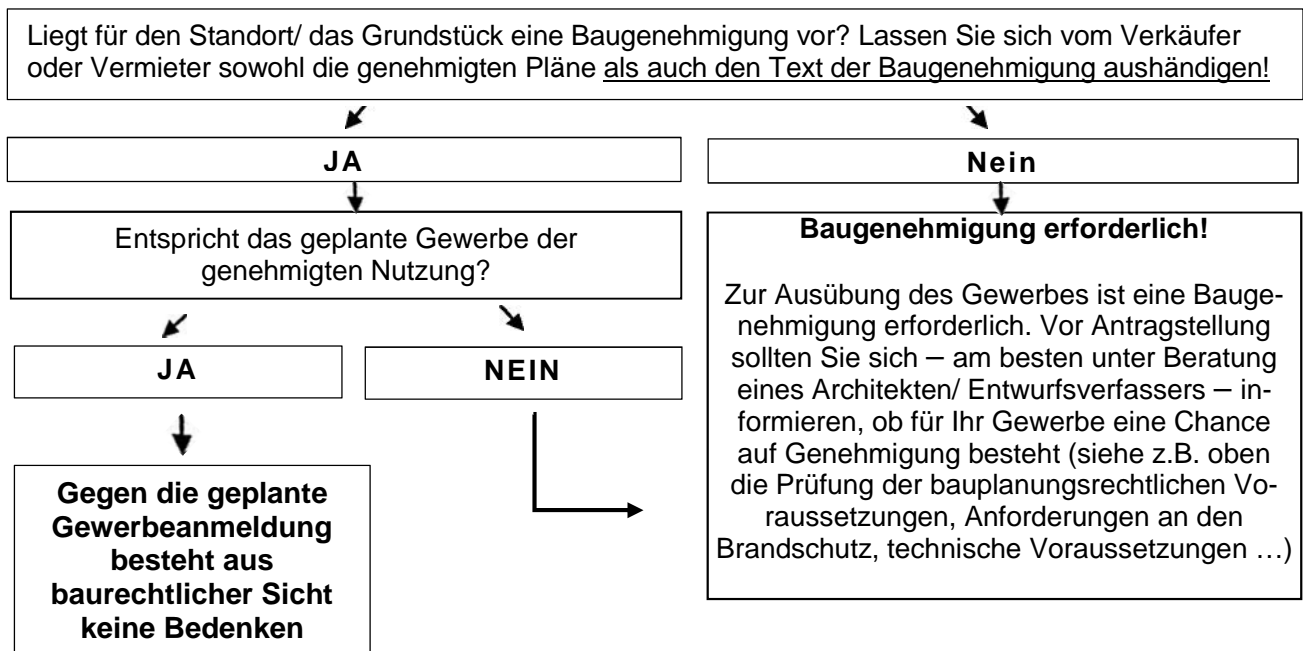 Liegt für den Standort/ das Grundstück eine Baugenehmigung vor? Lassen Sie sich vom Verkäufer
oder Vermieter sowohl die genehmigten Pläne als auch den Text der Baugenehmigung aushändigen!
JA
Nein
Entspricht das geplante Gewerbe der
genehmigten Nutzung?
JA
NEIN
Gegen die geplante
Gewerbeanmeldung
besteht aus
baurechtlicher Sicht
keine Bedenken
Baugenehmigung erforderlich!
Zur Ausübung des Gewerbes ist eine Bauge-
nehmigung erforderlich. Vor Antragstellung
sollten Sie sich – am besten unter Beratung
eines Architekten/ Entwurfsverfassers – in-
formieren, ob für Ihr Gewerbe eine Chance
auf Genehmigung besteht (siehe z.B. oben
die Prüfung der bauplanungsrechtlichen Vo-
raussetzungen, Anforderungen an den
Brandschutz, technische Voraussetzungen …)